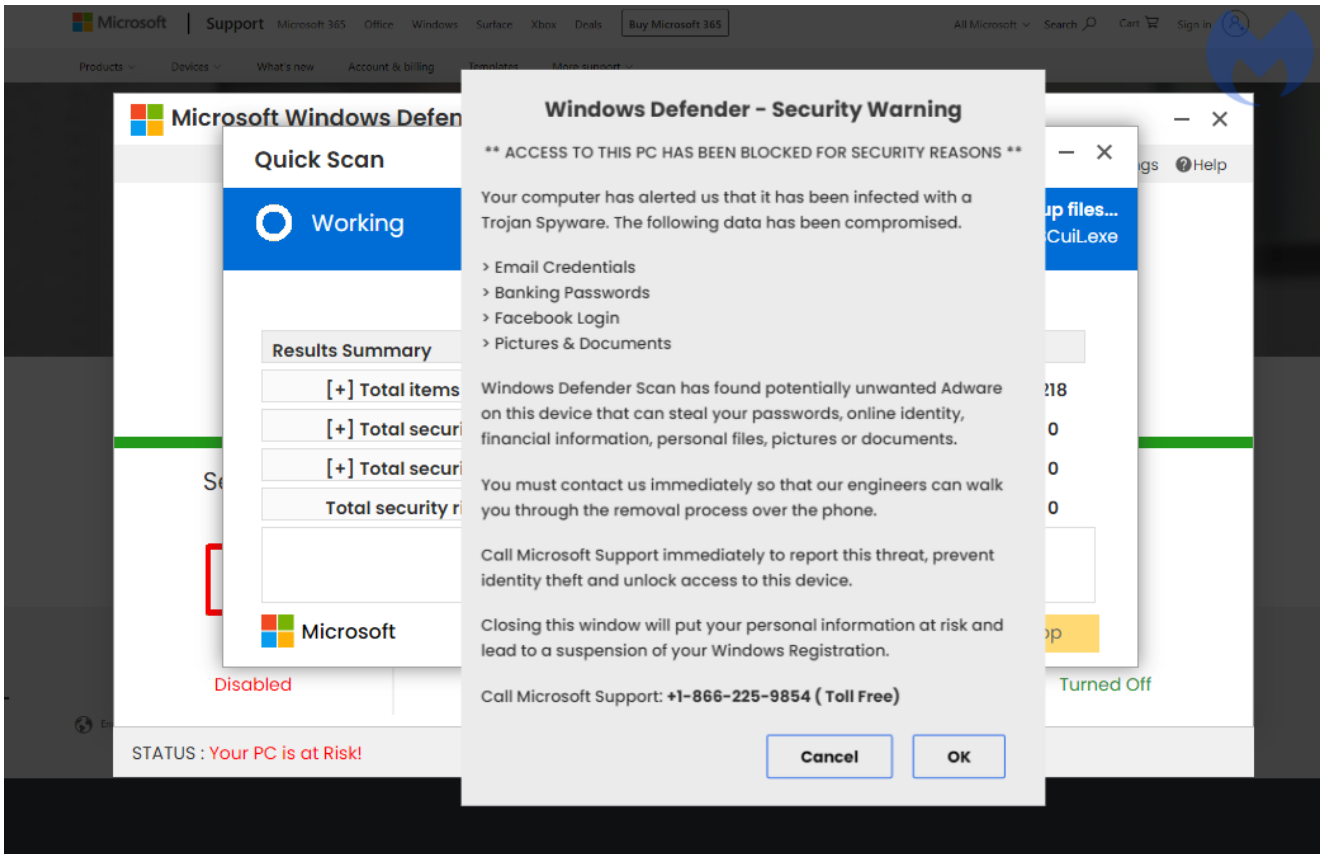 Microsoft Support Microsoft 365 Office Windows Surface Xbox Deals Buy Microsoft 365 All Microsoft Search Cart Sign in
Products Devices What's new Account & billing Templates More support
Microsoft Windows Defen
gs Help
Quick Scan
Working
up files...
CuiL.exe
Results Summary
[+] Total items 218
[+] Total securi 0
[+] Total securi 0
Total security ri 0
Microsoft
op
Se
Disabled
Turned Off
En
STATUS : Your PC is at Risk!
Windows Defender - Security Warning
** ACCESS TO THIS PC HAS BEEN BLOCKED FOR SECURITY REASONS **
Your computer has alerted us that it has been infected with a
Trojan Spyware. The following data has been compromised.
> Email Credentials
> Banking Passwords
> Facebook Login
> Pictures & Documents
Windows Defender Scan has found potentially unwanted Adware
on this device that can steal your passwords, online identity,
financial information, personal files, pictures or documents.
You must contact us immediately so that our engineers can walk
you through the removal process over the phone.
Call Microsoft Support immediately to report this threat, prevent
identity theft and unlock access to this device.
Closing this window will put your personal information at risk and
lead to a suspension of your Windows Registration.
Call Microsoft Support: +1-866-225-9854 ( Toll Free)
Cancel OK